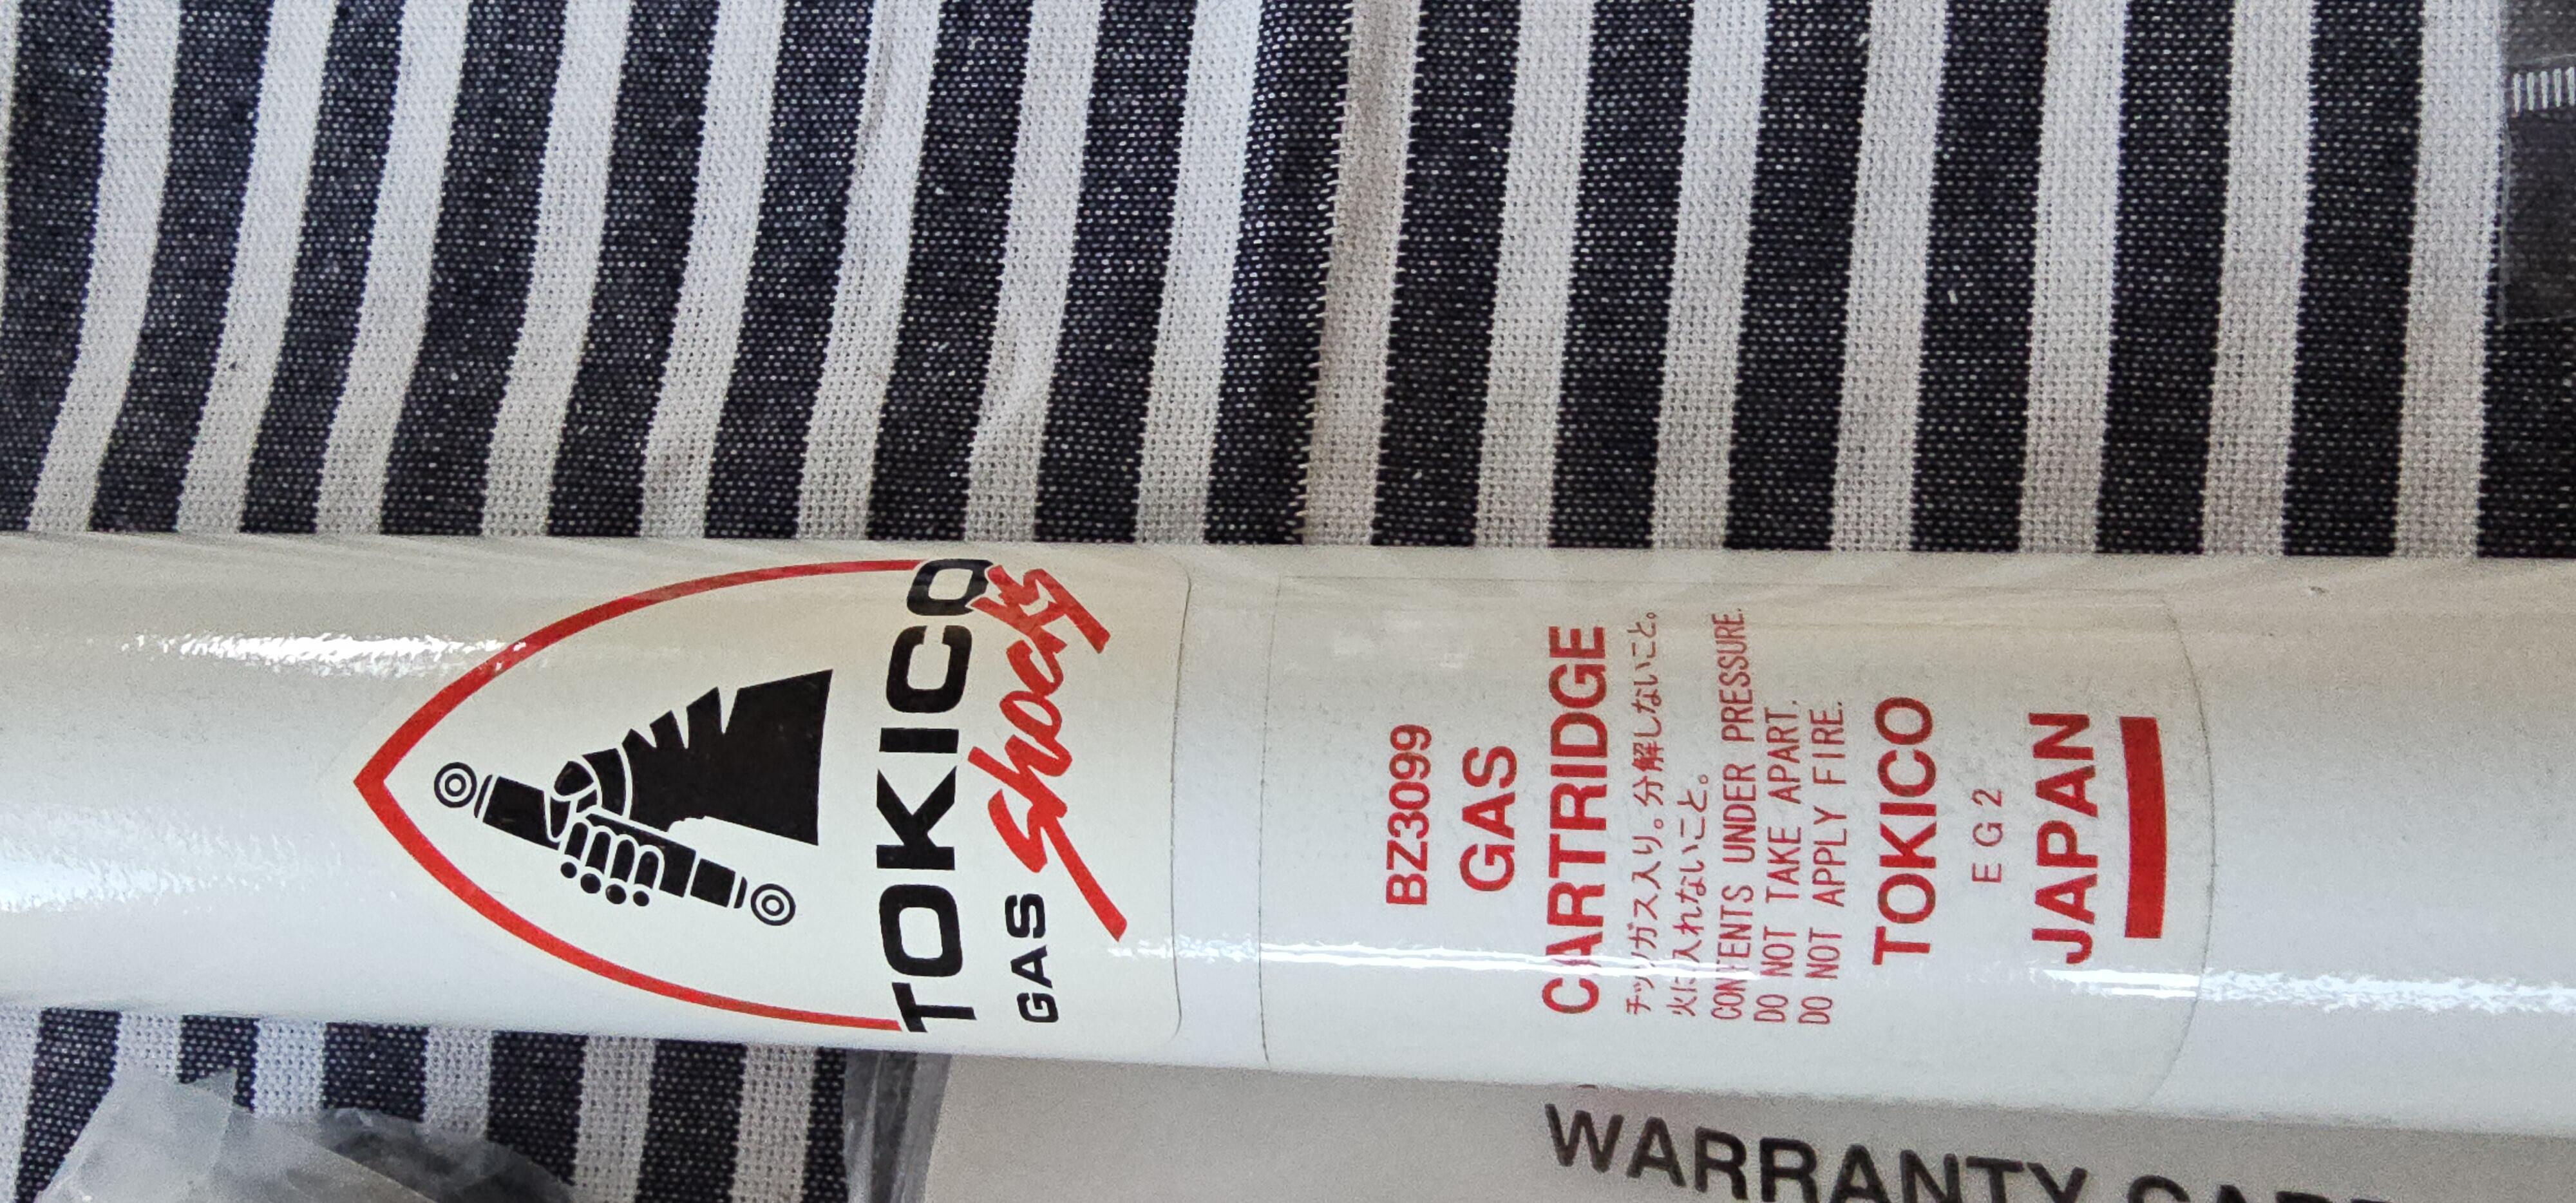 TOKICO
GAS Shocks
BZ3099
GAS
CARTRIDGE
チッソガス入り。分解しないこと。
火に入れないこと。
CONTENTS UNDER PRESSURE.
DO NOT TAKE APART.
DO NOT APPLY FIRE.
TOKICO
EG2
JAPAN
WARRANTY CARD